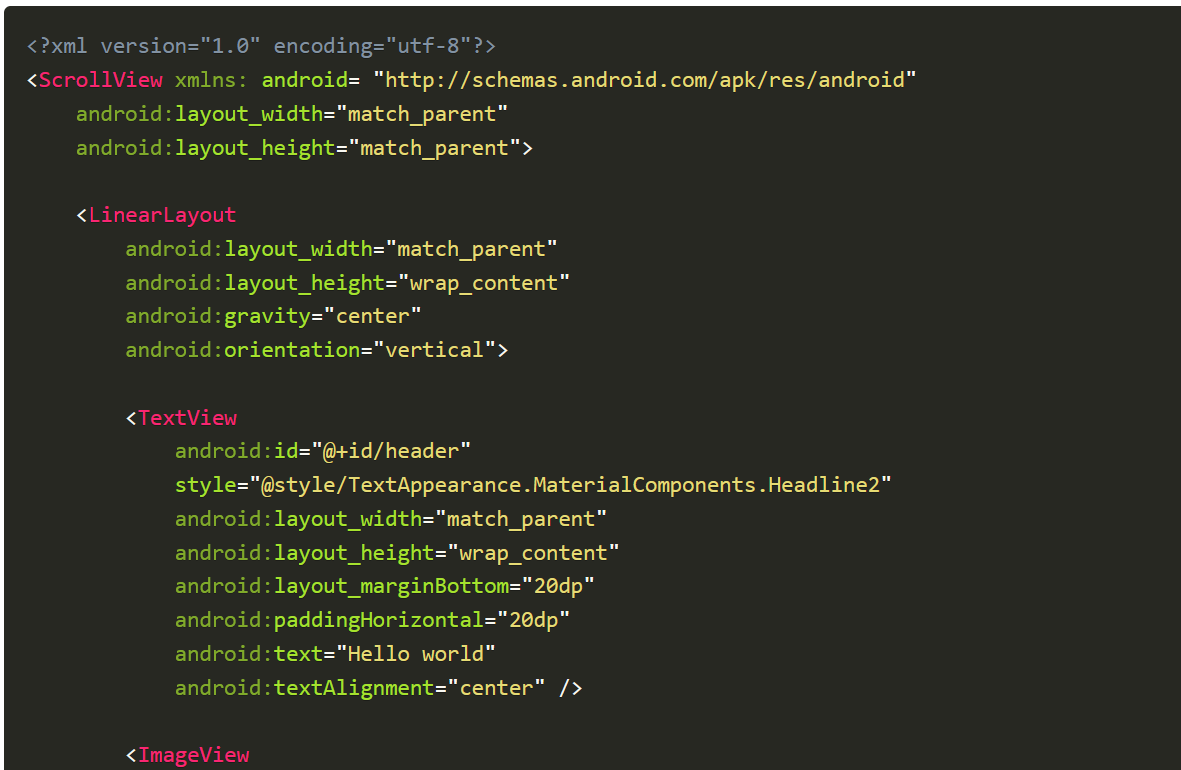 <?xml version="1.0" encoding="utf-8"?>
<ScrollView xmlns: android= "http://schemas.android.com/apk/res/android"
    android:layout_width="match_parent"
    android:layout_height="match_parent">

    <LinearLayout
        android:layout_width="match_parent"
        android:layout_height="wrap_content"
        android:gravity="center"
        android:orientation="vertical">

        <TextView
            android:id="@+id/header"
            style="@style/TextAppearance.MaterialComponents.Headline2"
            android:layout_width="match_parent"
            android:layout_height="wrap_content"
            android:layout_marginBottom="20dp"
            android:paddingHorizontal="20dp"
            android:text="Hello world"
            android:textAlignment="center" />

        <ImageView